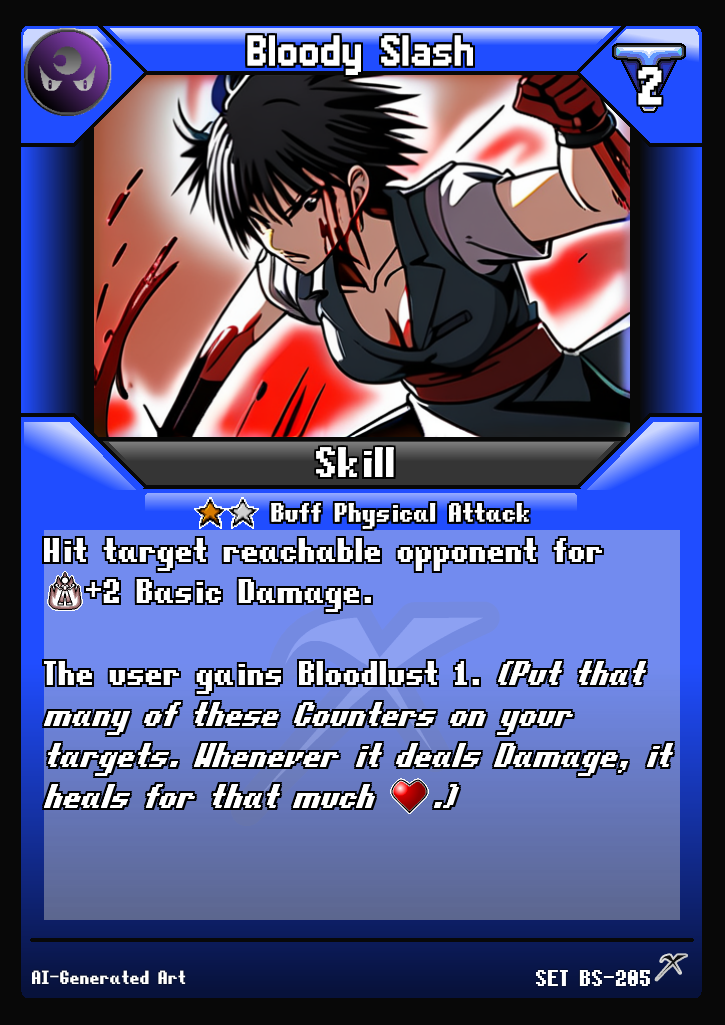 Bloody Slash
2
Skill
Buff Physical Attack
Hit target reachable opponent for
+2 Basic Damage.
The user gains Bloodlust 1. (Put that
many of these Counters on your
targets. Whenever it deals Damage, it
heals for that much .)
AI-Generated Art
SET BS-205